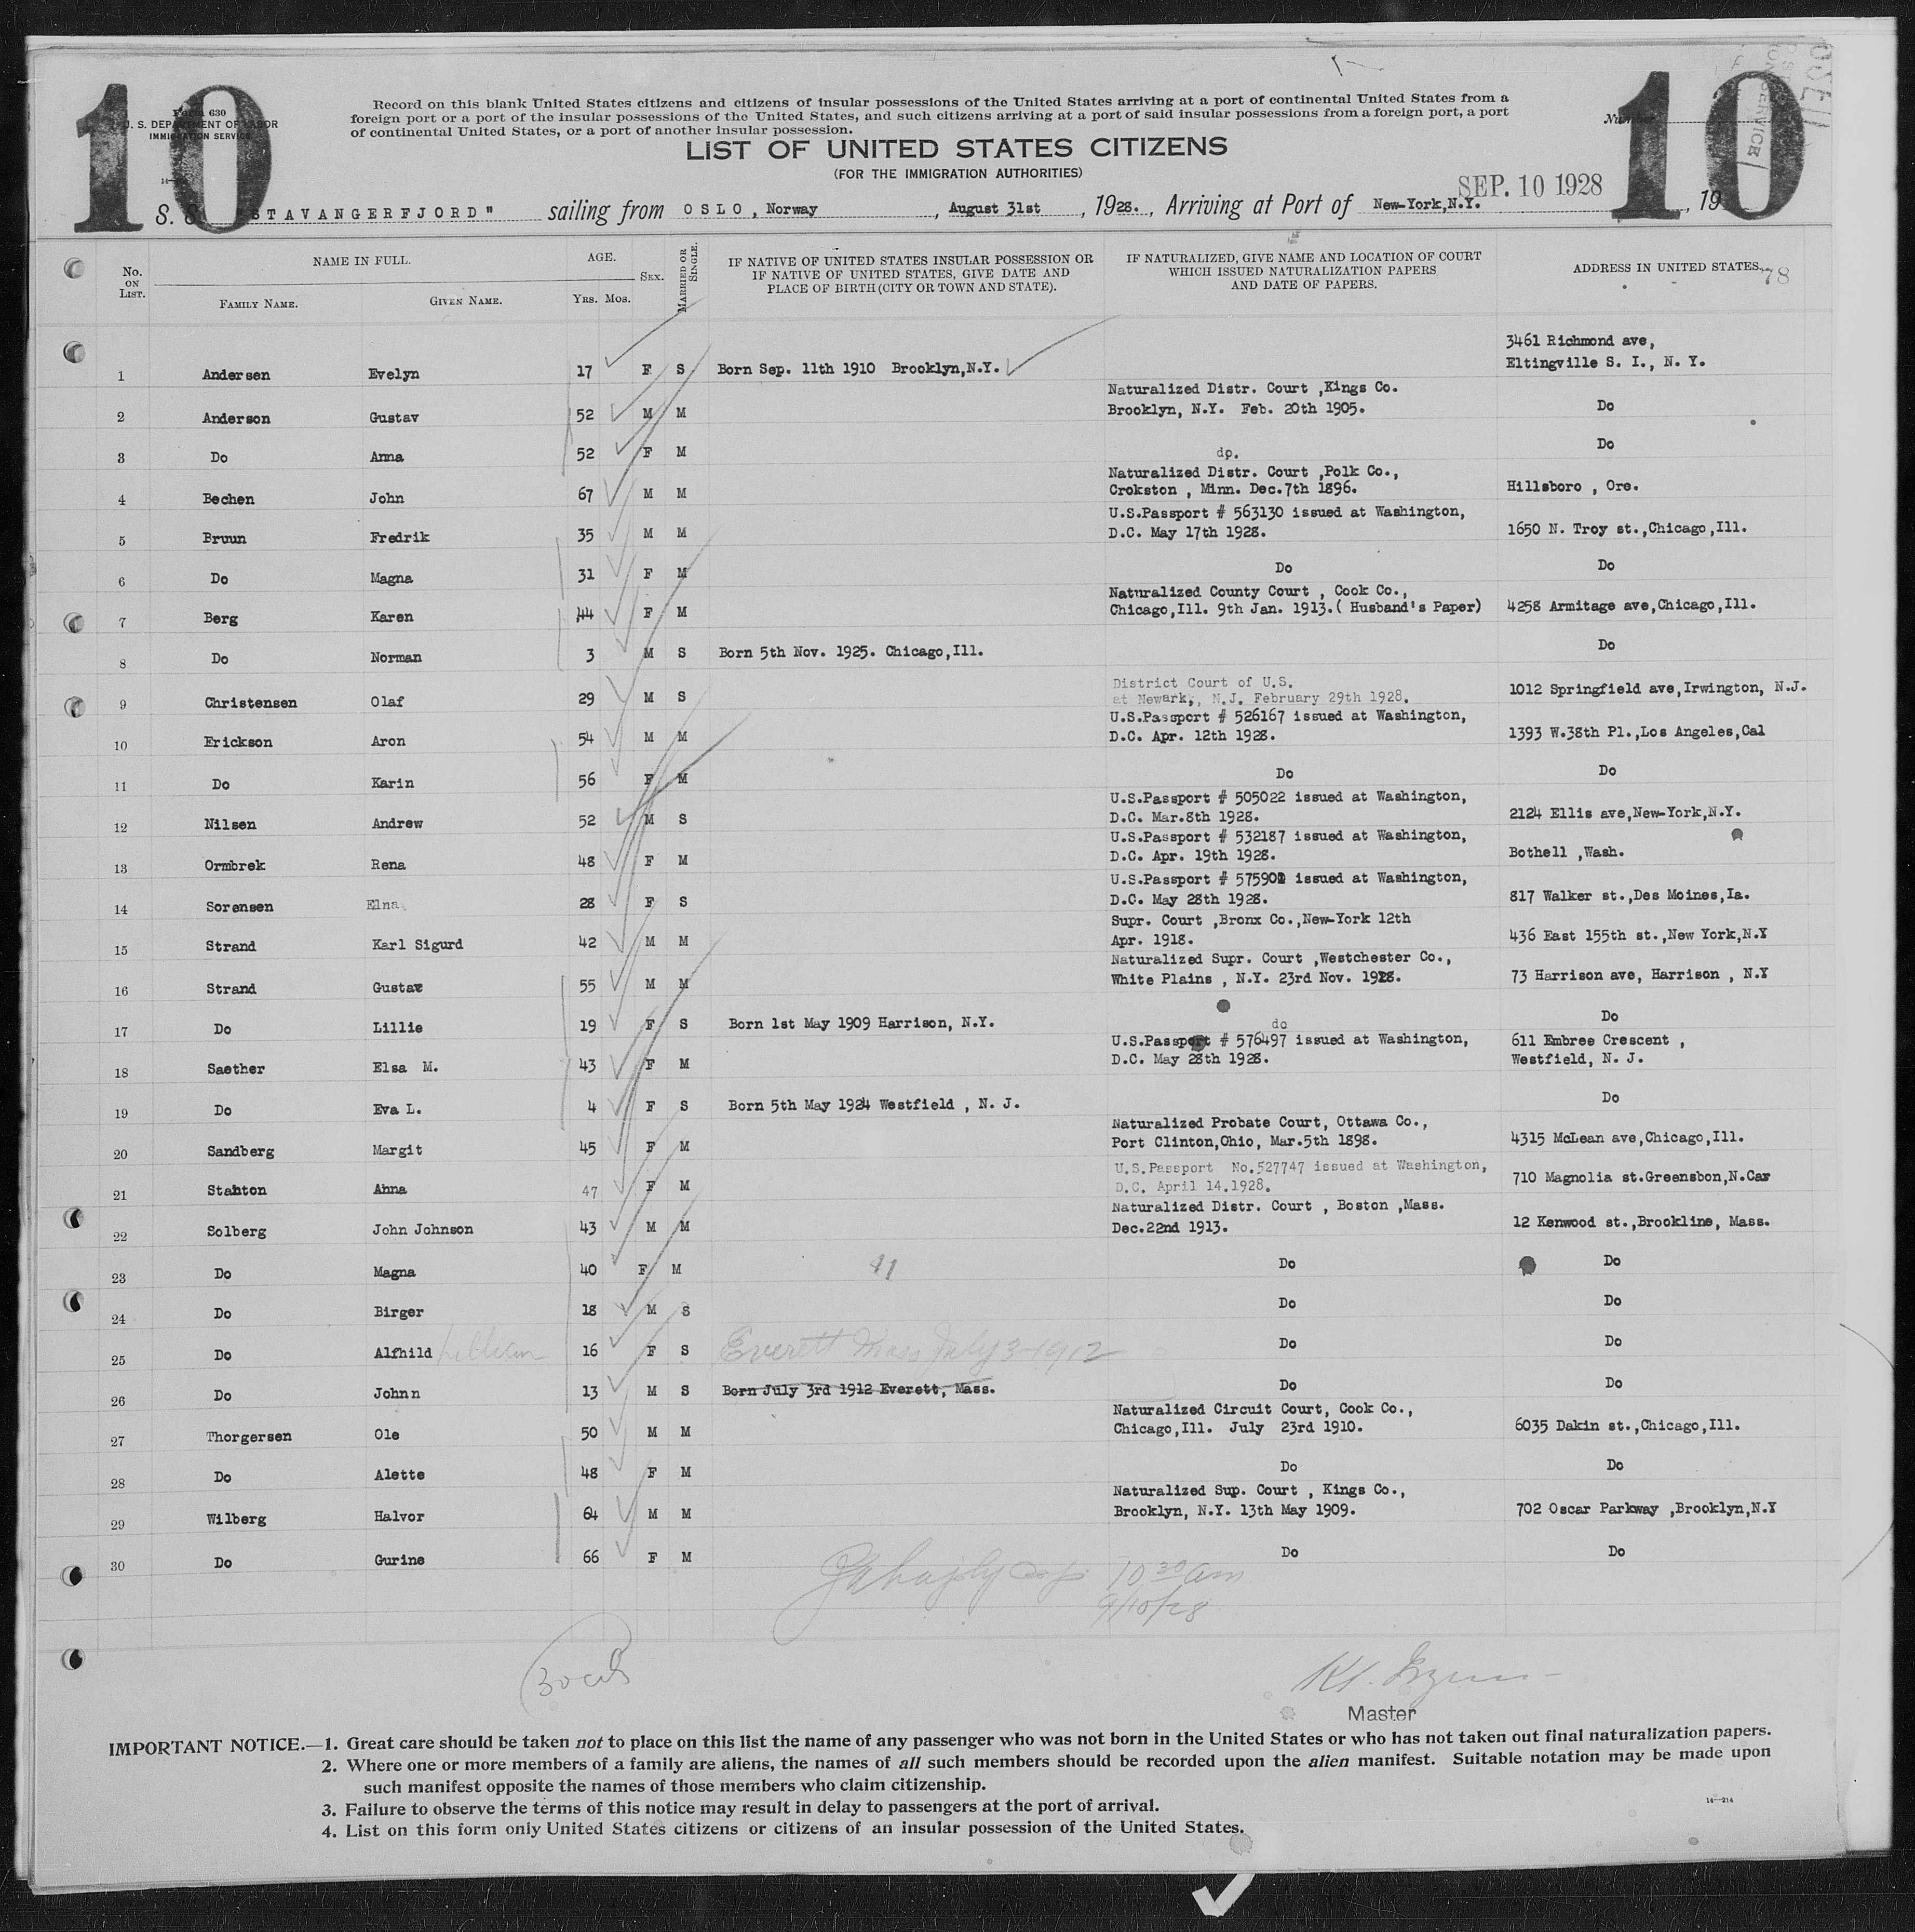 10
10
Form 630
U. S. DEPARTMENT OF LABOR
IMMIGRATION SERVICE
Record on this blank United States citizens and citizens of insular possessions of the United States arriving at a port of continental United States from a
foreign port or a port of the insular possessions of the United States, and such citizens arriving at a port of said insular possessions from a foreign port, a port
of continental United States, or a port of another insular possession.
Number
SERVICE
LIST OF UNITED STATES CITIZENS
(FOR THE IMMIGRATION AUTHORITIES)
SEP. 10 1928
S. S. STAVANGERFJORD" sailing from OSLO, Norway, August 31st, 1928., Arriving at Port of New-York,N.Y., 19
No. ON LIST.
NAME IN FULL.
FAMILY NAME. GIVEN NAME.
AGE.
YRS. MOS.
SEX.
MARRIED OR SINGLE.
IF NATIVE OF UNITED STATES INSULAR POSSESSION OR
IF NATIVE OF UNITED STATES, GIVE DATE AND
PLACE OF BIRTH (CITY OR TOWN AND STATE).
IF NATURALIZED, GIVE NAME AND LOCATION OF COURT
WHICH ISSUED NATURALIZATION PAPERS
AND DATE OF PAPERS.
ADDRESS IN UNITED STATES.
78
3461 Richmond ave,
1 Andersen Evelyn 17 F S Born Sep. 11th 1910 Brooklyn,N.Y. Eltingville S. I., N. Y.
Naturalized Distr. Court ,Kings Co.
2 Anderson Gustav 52 M M Brooklyn, N.Y. Feb. 20th 1905. Do
3 Do Anna 52 F M do. Do
Naturalized Distr. Court ,Polk Co.,
4 Bechen John 67 M M Crokston , Minn. Dec.7th 1896. Hillsboro , Ore.
U.S.Passport # 563130 issued at Washington,
5 Bruun Fredrik 35 M M D.C. May 17th 1928. 1650 N. Troy st.,Chicago,Ill.
6 Do Magna 31 F M Do Do
Naturalized County Court , Cook Co.,
7 Berg Karen 44 F M Chicago,Ill. 9th Jan. 1913.( Husband's Paper) 4258 Armitage ave,Chicago,Ill.
8 Do Norman 3 M S Born 5th Nov. 1925. Chicago,Ill. Do
District Court of U.S.
9 Christensen Olaf 29 M S at Newark,, N.J. February 29th 1928. 1012 Springfield ave,Irwington, N.J.
U.S.Passport # 526167 issued at Washington,
10 Erickson Aron 54 M M D.C. Apr. 12th 1928. 1393 W.38th Pl.,Los Angeles,Cal
11 Do Karin 56 F M Do Do
U.S.Passport # 505022 issued at Washington,
12 Nilsen Andrew 52 M S D.C. Mar.8th 1928. 2124 Ellis ave,New-York,N.Y.
U.S.Passport # 532187 issued at Washington,
13 Ormbrek Rena 48 F M D.C. Apr. 19th 1928. Bothell ,Wash.
U.S.Passport # issued at Washington,
14 Sorensen Elna 28 F S D.C. May 28th 1928. 817 Walker st.,Des Moines,Ia.
Supr. Court ,Bronx Co.,New-York 12th
15 Strand Karl Sigurd 42 M M Apr. 1918. 436 East 155th st.,New York,N.Y
Naturalized Supr. Court ,Westchester Co.,
16 Strand Gustav 55 M M White Plains , N.Y. 23rd Nov. 1928. 73 Harrison ave, Harrison , N.Y
17 Do Lillie 19 F S Born 1st May 1909 Harrison, N.Y. do Do
U.S.Passport # 576497 issued at Washington, 611 Embree Crescent ,
18 Saether Elsa M. 43 F M D.C. May 28th 1928. Westfield, N. J.
19 Do Eva L. 4 F S Born 5th May 1924 Westfield , N. J. Do
Naturalized Probate Court, Ottawa Co.,
20 Sandberg Margit 45 F M Port Clinton,Ohio, Mar.5th 1898. 4315 McLean ave,Chicago,Ill.
U.S.Passport No.527747 issued at Washington,
21 Stanton Anna 47 F M D.C. April 14.1928. 710 Magnolia st.Greensbon,N.Car
Naturalized Distr. Court , Boston ,Mass.
22 Solberg John Johnson 43 M M Dec.22nd 1913. 12 Kenwood st.,Brookline, Mass.
23 Do Magna 40 F M Do Do
24 Do Birger 18 M S Do Do
25 Do Alfhild Lillian 16 F S Everett Mass July 3-1912 Do Do
26 Do Johnn 13 M S Born July 3rd 1912 Everett, Mass. Do Do
Naturalized Circuit Court, Cook Co.,
27 Thorgersen Ole 50 M M Chicago,Ill. July 23rd 1910. 6035 Dakin st.,Chicago,Ill.
28 Do Alette 48 F M Do Do
Naturalized Sup. Court , Kings Co.,
29 Wilberg Halvor 64 M M Brooklyn, N.Y. 13th May 1909. 702 Oscar Parkway ,Brooklyn,N.Y
30 Do Gurine 66 F M Do Do
10 30 am
9/10/28
Master
IMPORTANT NOTICE.—1. Great care should be taken not to place on this list the name of any passenger who was not born in the United States or who has not taken out final naturalization papers.
2. Where one or more members of a family are aliens, the names of all such members should be recorded upon the alien manifest. Suitable notation may be made upon
such manifest opposite the names of those members who claim citizenship.
3. Failure to observe the terms of this notice may result in delay to passengers at the port of arrival.
4. List on this form only United States citizens or citizens of an insular possession of the United States.
14—214